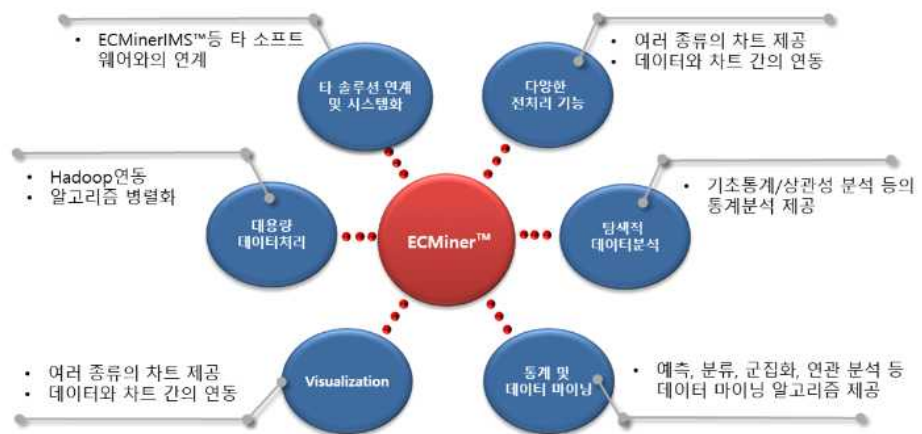 • ECMinerIMS™등 타 소프트
웨어와의 연계
타 솔루션 연계
및 시스템화
다양한
전처리 기능
• 여러 종류의 차트 제공
• 데이터와 차트 간의 연동
• Hadoop연동
• 알고리즘 병렬화
대용량
데이터처리
ECMiner™
탐색적
데이터분석
• 기초통계/상관성 분석 등의
통계분석 제공
• 여러 종류의 차트 제공
• 데이터와 차트 간의 연동
Visualization
통계 및
데이터 마이닝
• 예측, 분류, 군집화, 연관 분석 등
데이터 마이닝 알고리즘 제공